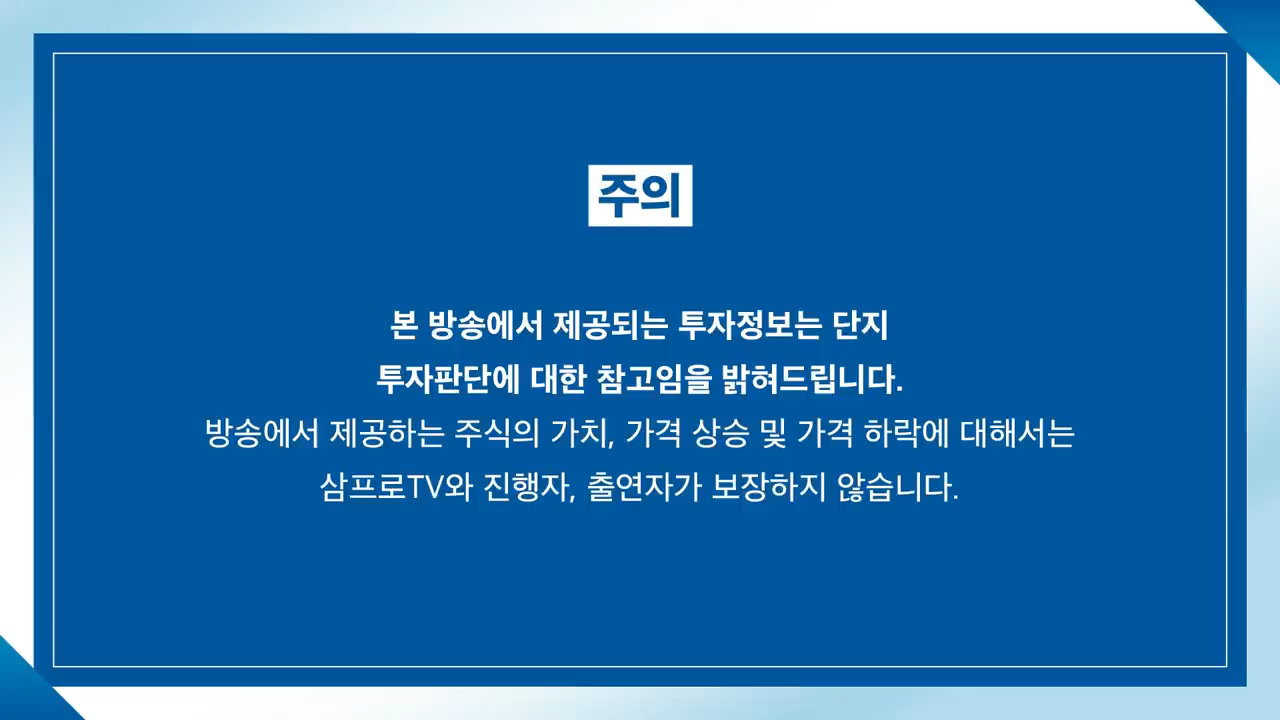 주의
본 방송에서 제공되는 투자정보는 단지
투자판단에 대한 참고임을 밝혀드립니다.
방송에서 제공하는 주식의 가치, 가격 상승 및 가격 하락에 대해서는
삼프로TV와 진행자, 출연자가 보장하지 않습니다.